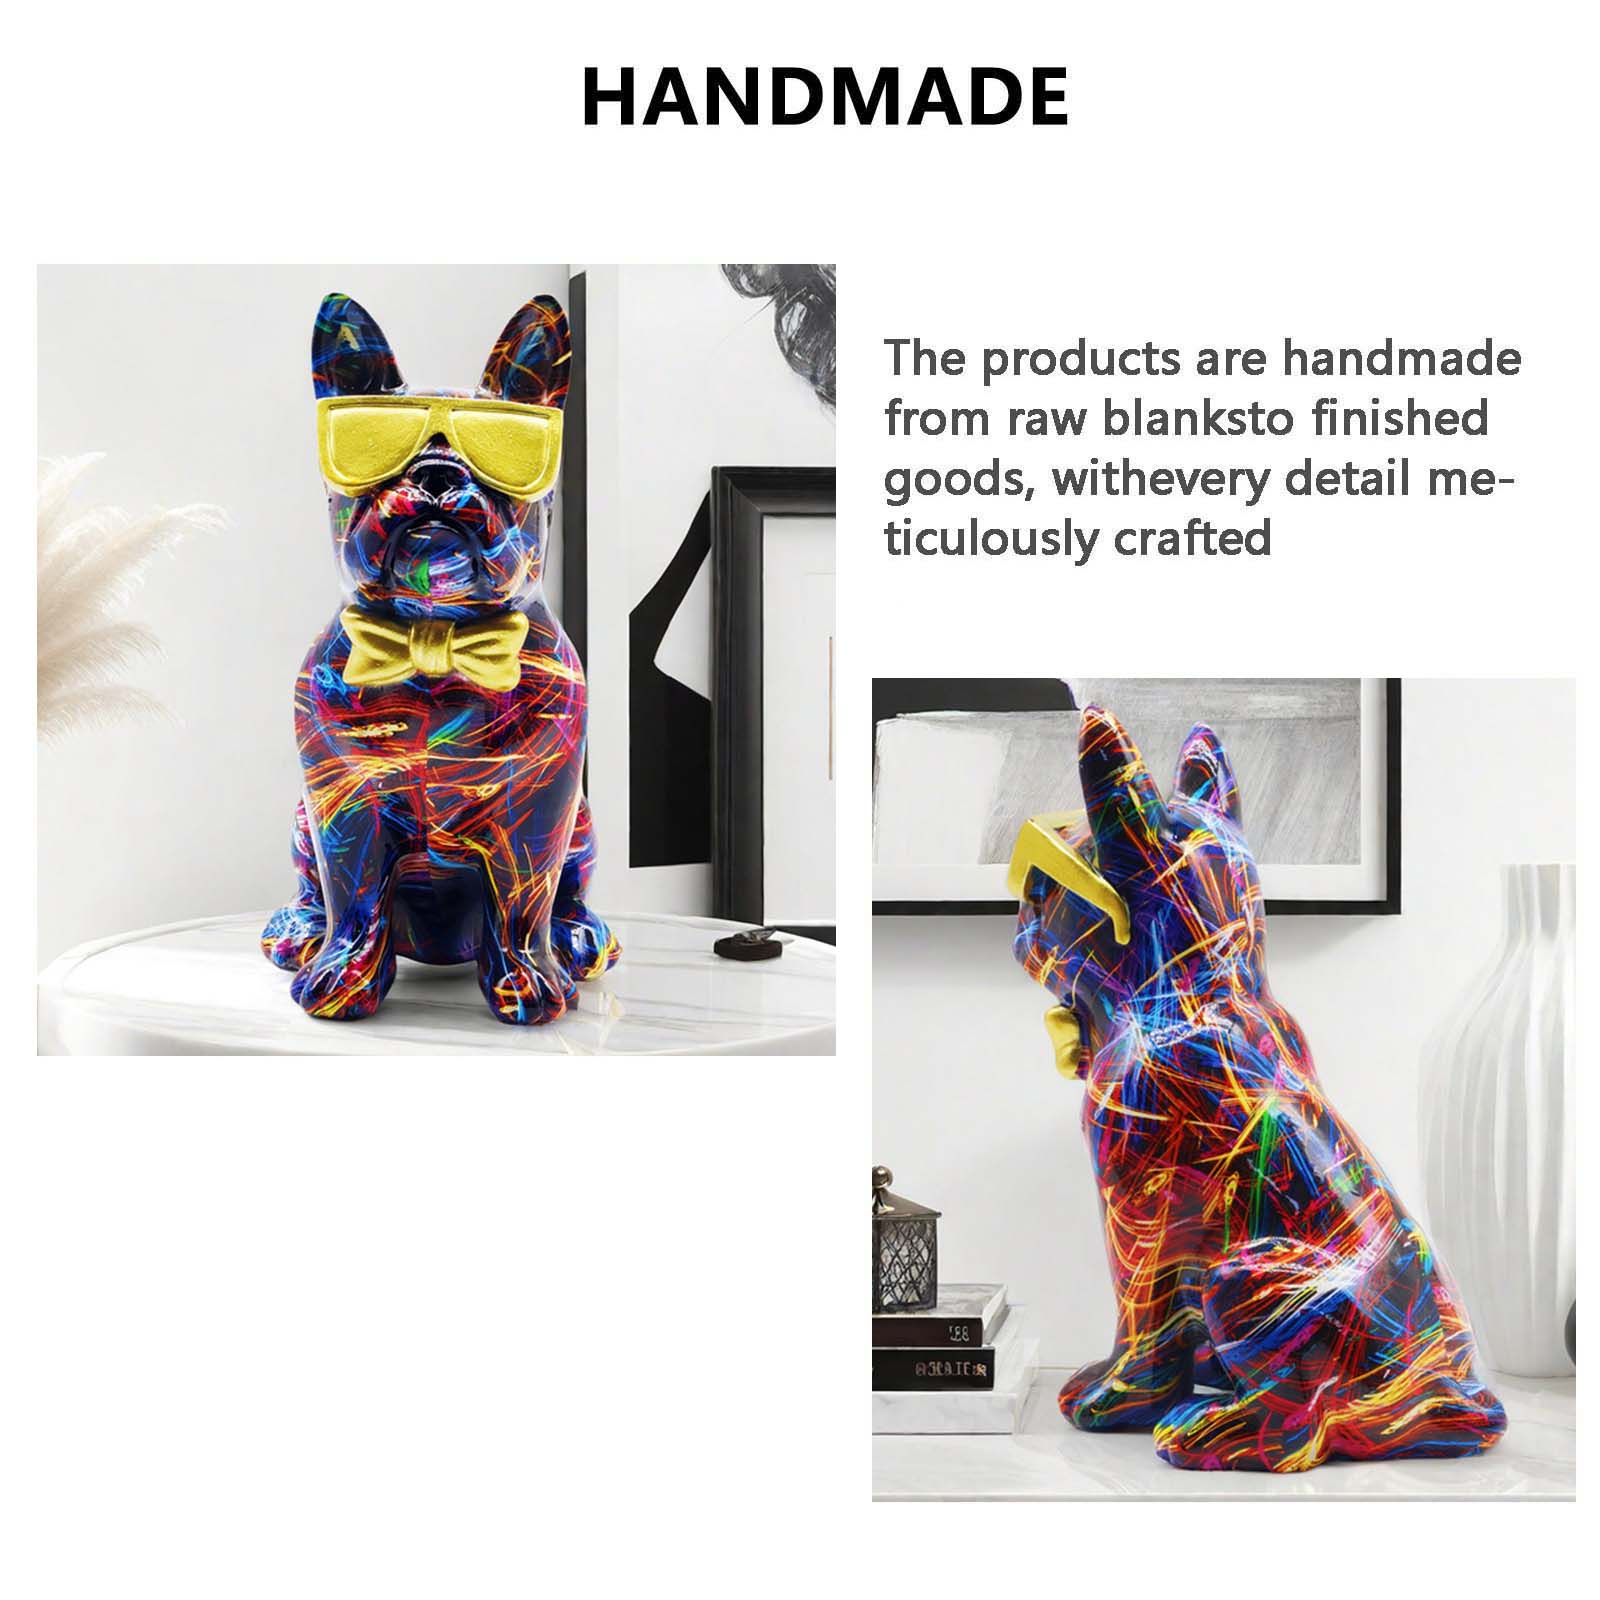 HANDMADE
The products are handmade
from raw blanksto finished
goods, withevery detail me-
ticulously crafted